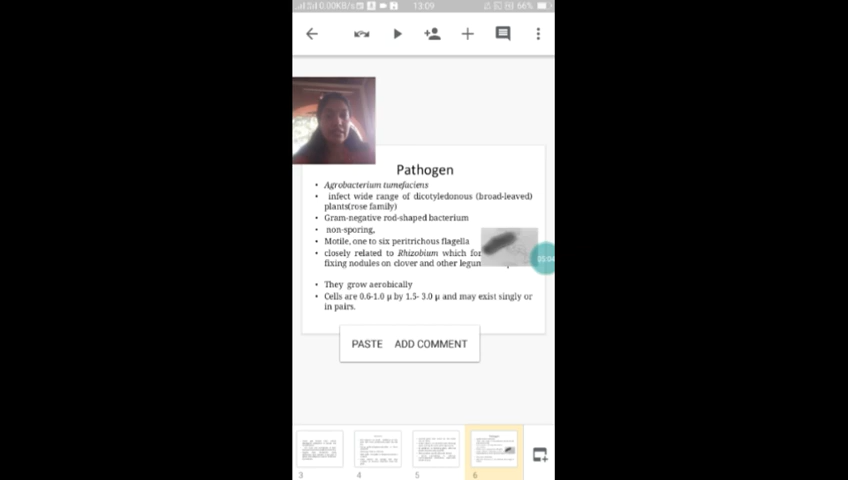 0.00KB/s
13:09
66%
Pathogen
• Agrobacterium tumefaciens
• infect wide range of dicotyledonous (broad-leaved)
plants(rose family)
• Gram-negative rod-shaped bacterium
• non-sporing,
• Motile, one to six peritrichous flagella
• closely related to Rhizobium which for
fixing nodules on clover and other legum
• They grow aerobically
• Cells are 0.6-1.0 μ by 1.5- 3.0 μ and may exist singly or
in pairs.
PASTE ADD COMMENT
3
4
5
6